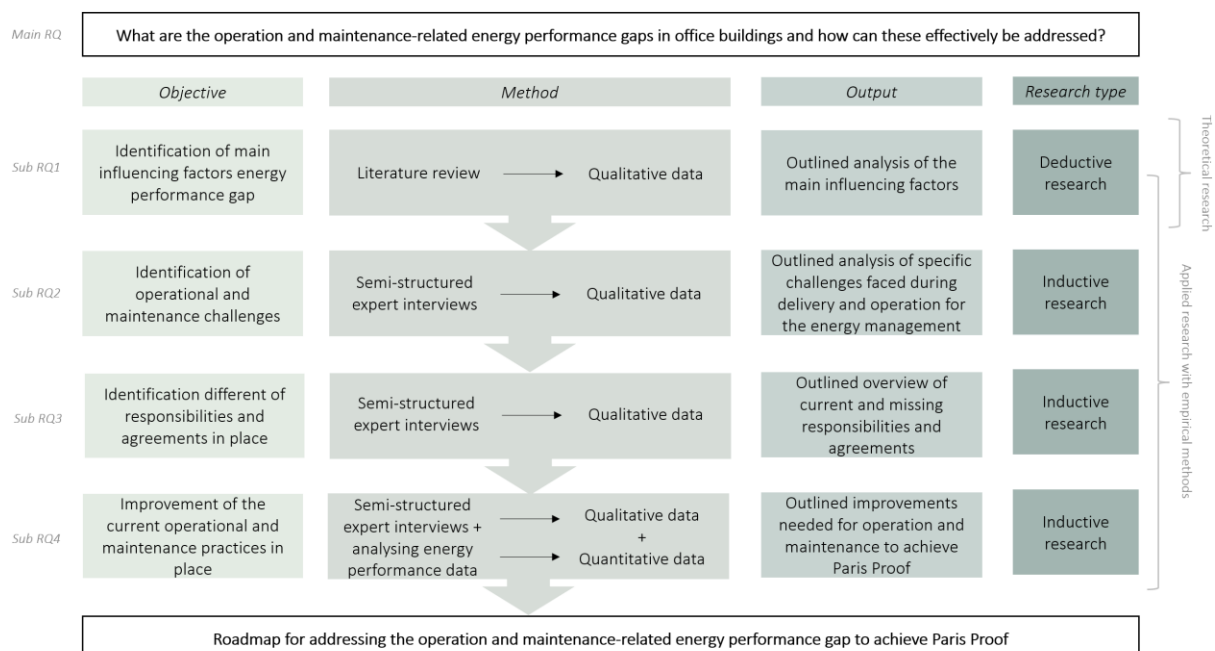 Main RQ
What are the operation and maintenance-related energy performance gaps in office buildings and how can these effectively be addressed?
Objective
Method
Output
Research type
Sub RQ1
Identification of main
influencing factors energy
performance gap
Literature review
Qualitative data
Outlined analysis of the
main influencing factors
Deductive
research
Theoretical research
Sub RQ2
Identification of
operational and
maintenance challenges
Semi-structured
expert interviews
Qualitative data
Outlined analysis of specific
challenges faced during
delivery and operation for
the energy management
Inductive
research
Applied research with empirical methods
Sub RQ3
Identification different of
responsibilities and
agreements in place
Semi-structured
expert interviews
Qualitative data
Outlined overview of
current and missing
responsibilities and
agreements
Inductive
research
Sub RQ4
Improvement of the
current operational and
maintenance practices in
place
Semi-structured
expert interviews +
analysing energy
performance data
Qualitative data
+
Quantitative data
Outlined improvements
needed for operation and
maintenance to achieve
Paris Proof
Inductive
research
Roadmap for addressing the operation and maintenance-related energy performance gap to achieve Paris Proof